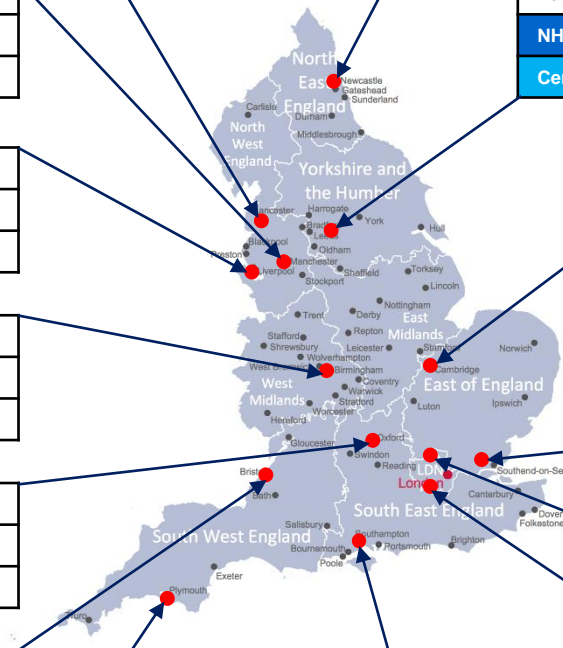 NH
Cer
North
East
England
Newcastle
Gateshead
Sunderland
Carlisle
Durham
Middlesbrough
North
West
England
Yorkshire and
the Humber
Harrogate
York
Hull
Oldham
Blackpool
Preston
Manchester
Liverpool
Stockport
Sheffield
Torksey
Lincoln
Nottingham
Trent
Derby
East
Midlands
Repton
Stafford
Shrewsbury
Leicester
Stamford
Norwich
Wolverhampton
Birmingham
Cambridge
East of England
West
Midlands
Coventry
Warwick
Stratford
Worcester
Luton
Ipswich
Hereford
Gloucester
Oxford
Swindon
Reading
LDN
London
Southend-on-Se
Bath
Canterbury
South East England
Dover
Folkestone
Salisbury
South West England
Southampton
Portsmouth
Brighton
Bournemouth
Poole
Exeter
Plymouth
Truro